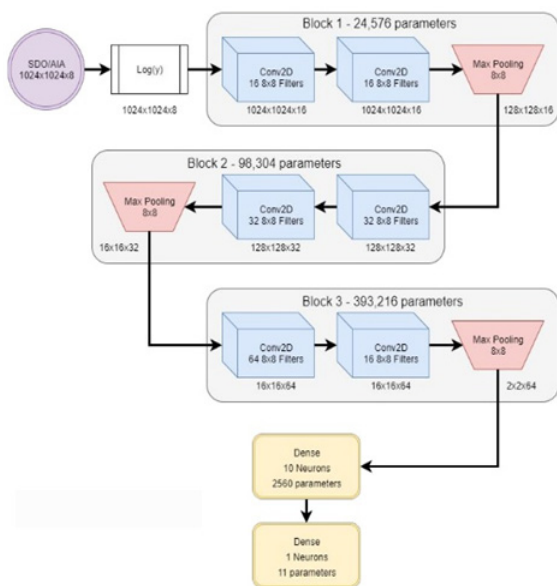 Block 1 - 24,576 parameters
SDO/AIA
1024x1024x8
Log(y)
1024x1024x8
Conv2D
16 8x8 Filters
1024x1024x16
Conv2D
16 8x8 Filters
1024x1024x16
Max Pooling
8x8
128x128x16
Block 2 - 98,304 parameters
Conv2D
32 8x8 Filters
128x128x32
Conv2D
32 8x8 Filters
128x128x32
Max Pooling
8x8
16x16x32
Block 3 - 393,216 parameters
Conv2D
64 8x8 Filters
16x16x64
Conv2D
16 8x8 Filters
16x16x64
Max Pooling
8x8
2x2x64
Dense
10 Neurons
2560 parameters
Dense
1 Neurons
11 parameters